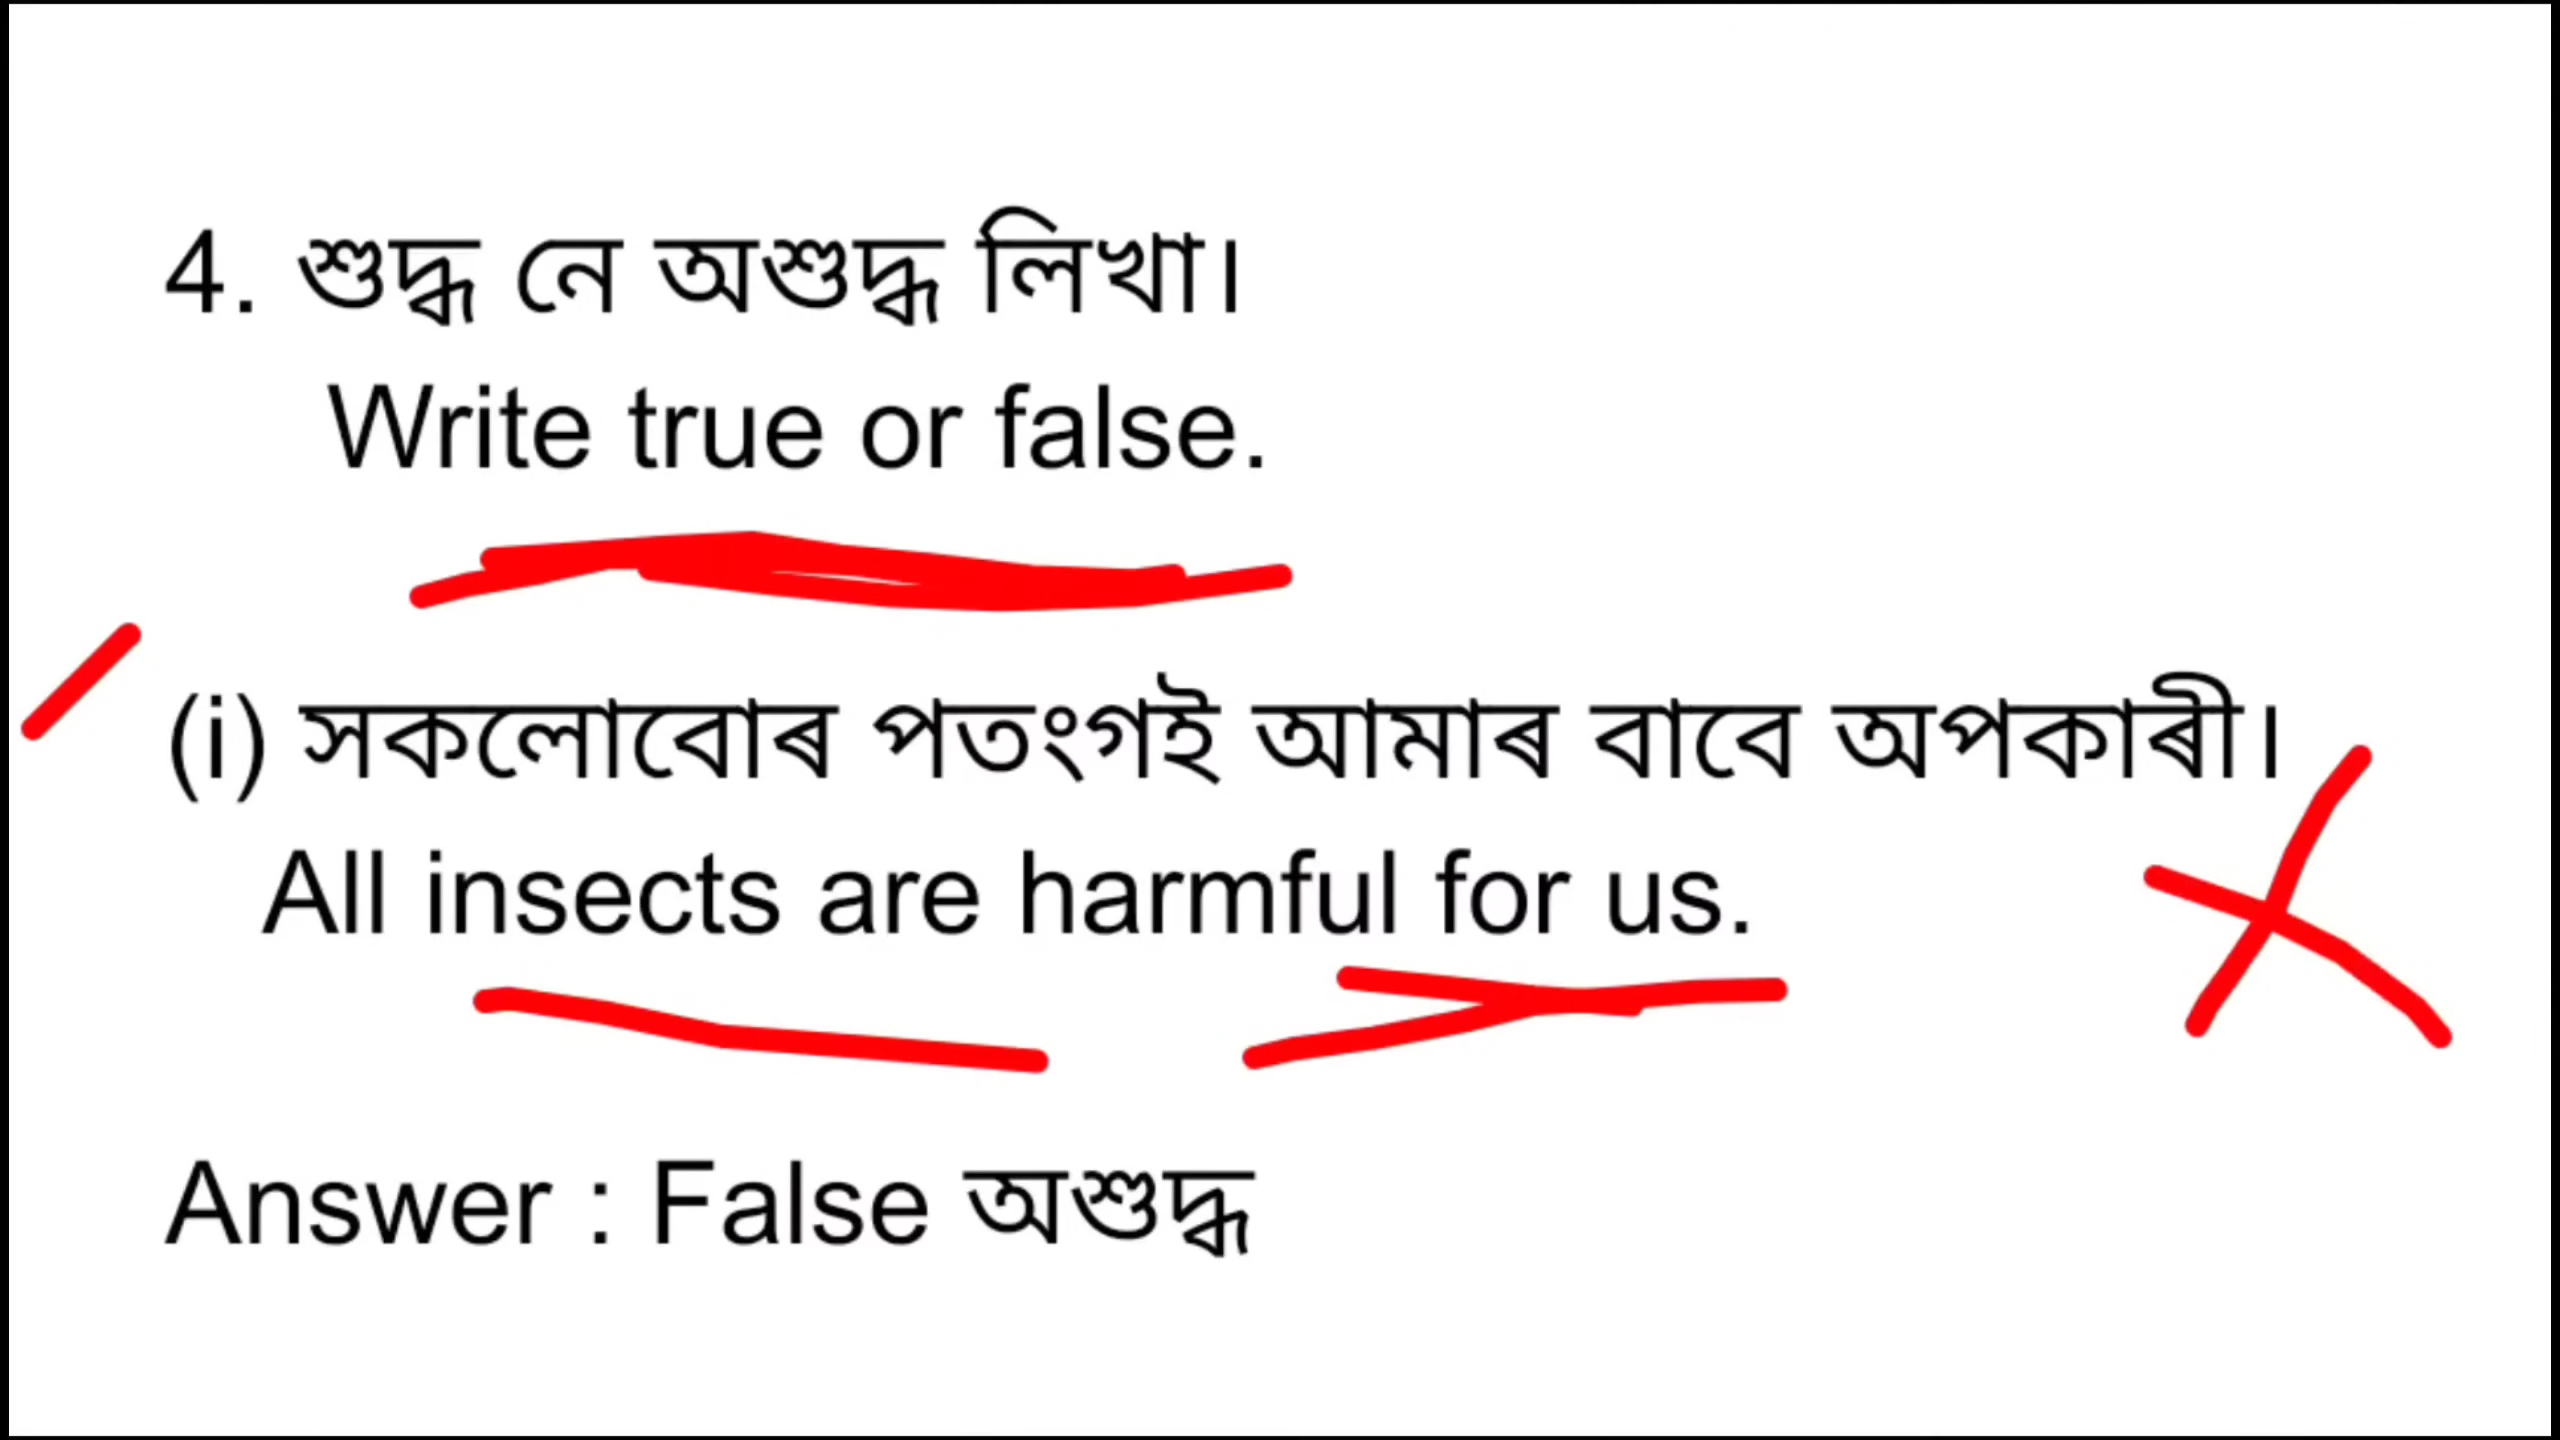 4. শুদ্ধ নে অশুদ্ধ লিখা।
Write true or false.
(i) সকলোবোৰ পতংগই আমাৰ বাবে অপকাৰী।
All insects are harmful for us.
Answer : False অশুদ্ধ